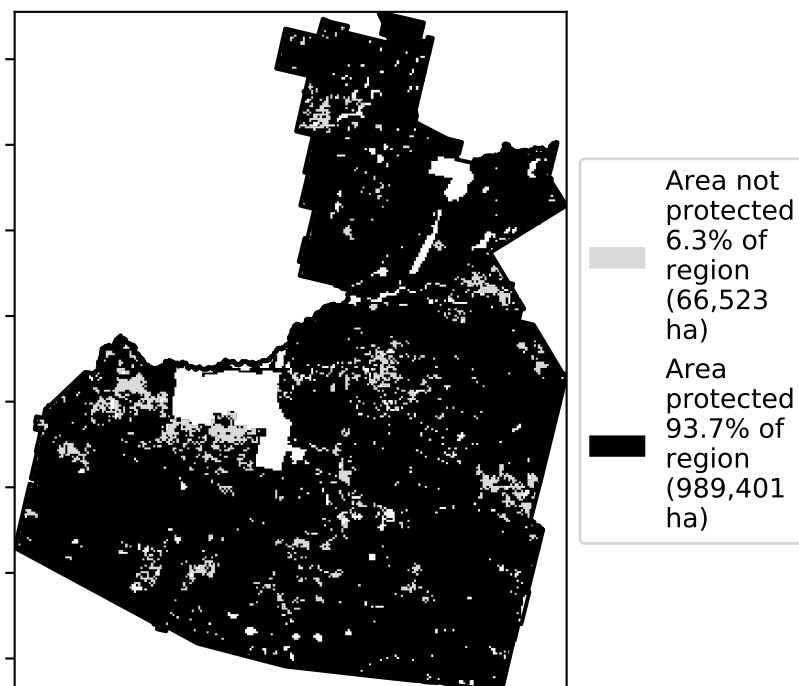 Area not
protected
6.3% of
region
(66,523
ha)
Area
protected
93.7% of
region
(989,401
ha)